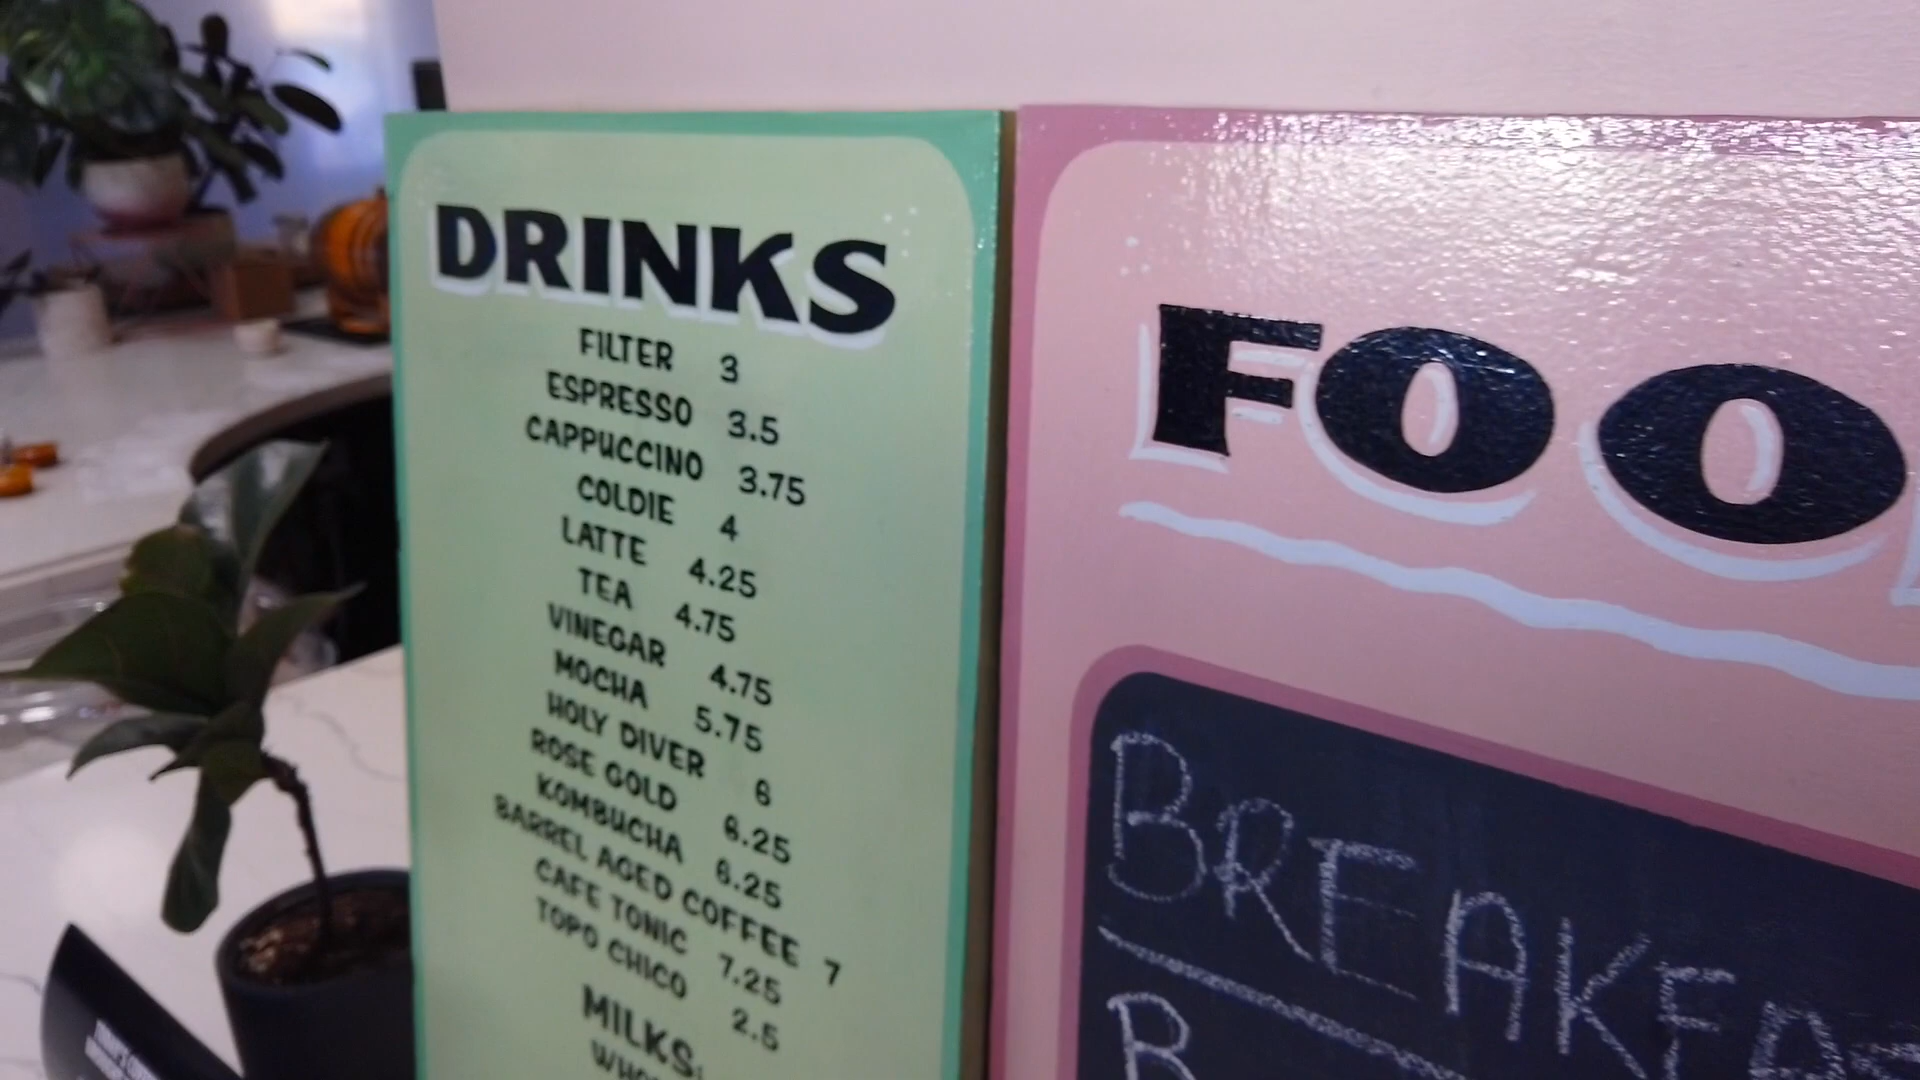 DRINKS
FILTER 3
ESPRESSO 3.5
CAPPUCCINO 3.75
COLDIE 4
LATTE 4.25
TEA 4.75
VINEGAR 4.75
MOCHA 5.75
HOLY DIVER 6
ROSE GOLD 6.25
KOMBUCHA 6.25
BARREL AGED COFFEE 7
CAFE TONIC 7.25
TOPO CHICO 2.5
MILKS:
FOO
BREAKFA
B